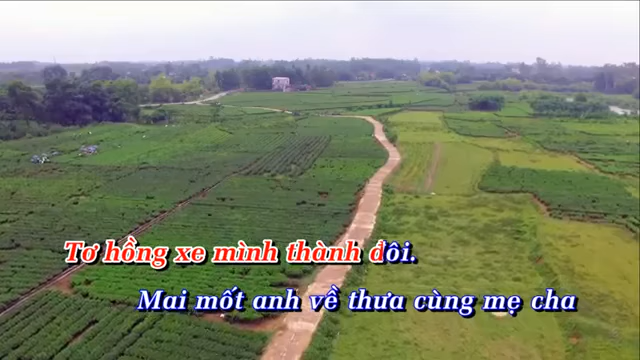 Tơ hồng xe mình thành đôi.
Mai mốt anh về thưa cùng mẹ cha